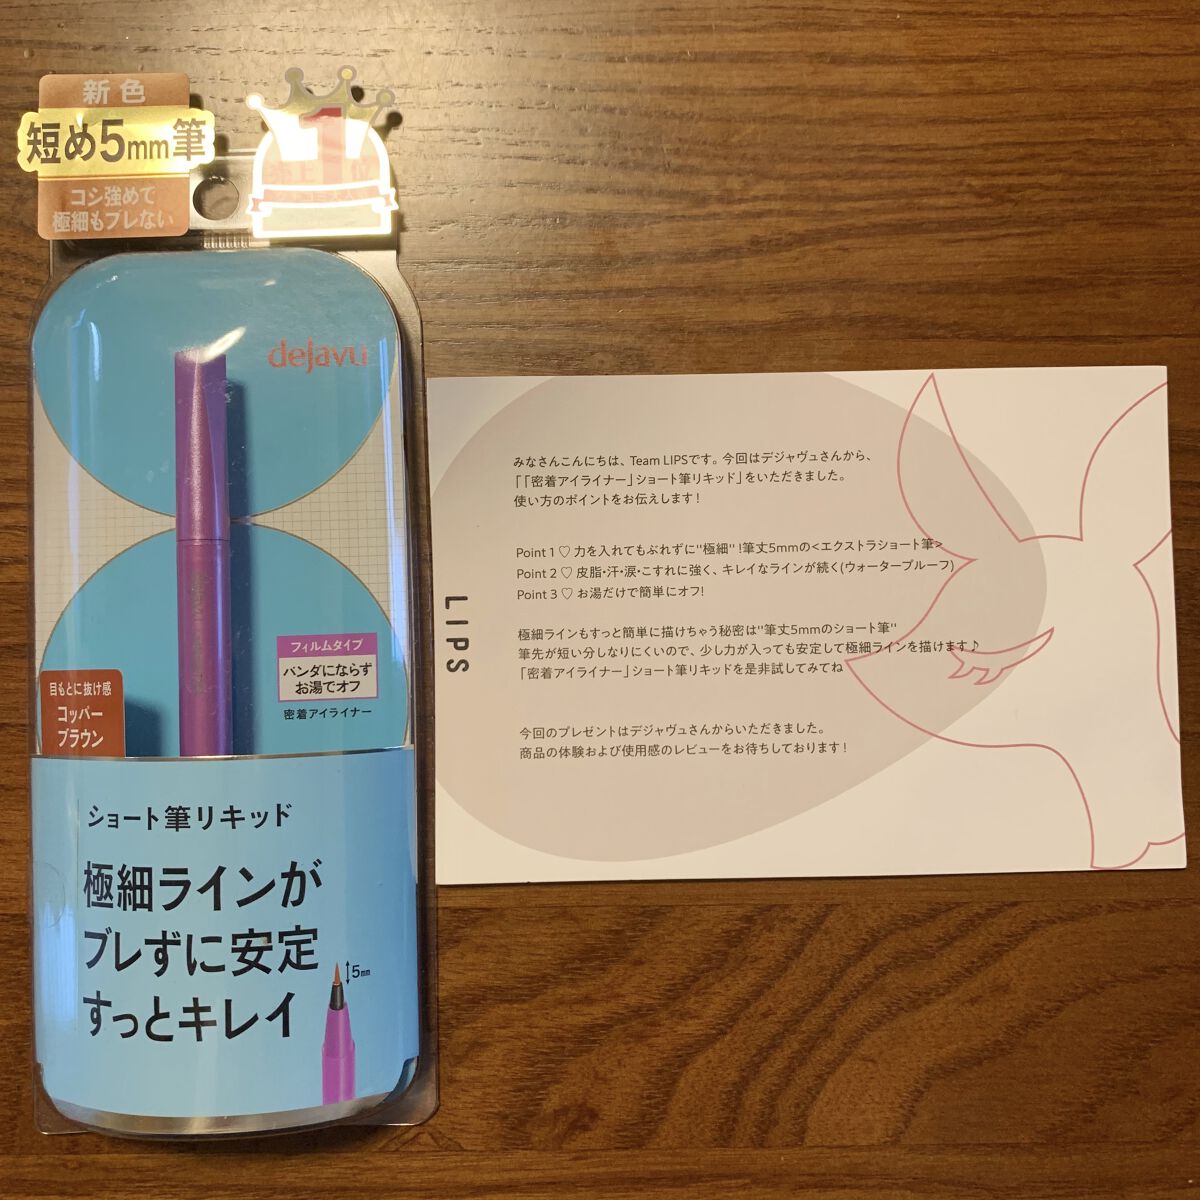 新色
短め5mm筆
コシ強めで
極細もブレない
1
売上 位
dejavu
フィルムタイプ
パンダにならず
お湯でオフ
密着アイライナー
目もとに抜け感
コッパー
ブラウン
ショート筆リキッド
極細ラインが
ブレずに安定
すっとキレイ
5mm
LIPS
みなさんこんにちは、Team LIPSです。今回はデジャヴュさんから、
「「密着アイライナー」ショート筆リキッド」をいただきました。
使い方のポイントをお伝えします!
Point 1 ♡ 力を入れてもぶれずに"極細" !筆丈5mmの<エクストラショート筆>
Point 2 ♡ 皮脂・汗・涙・こすれに強く、キレイなラインが続く(ウォータープルーフ)
Point 3 ♡ お湯だけで簡単にオフ!
極細ラインもすっと簡単に描けちゃう秘密は"筆丈5mmのショート筆"
筆先が短い分しなりにくいので、少し力が入っても安定して極細ラインを描けます♪
「密着アイライナー」ショート筆リキッドを是非試してみてね
今回のプレゼントはデジャヴュさんからいただきました。
商品の体験および使用感のレビューをお待ちしております!